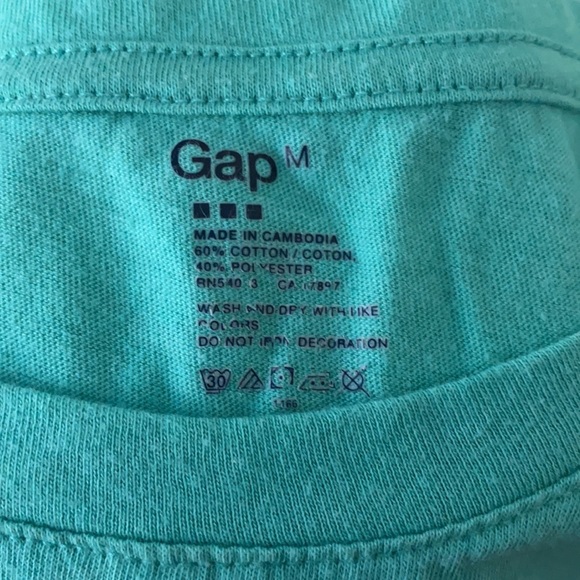 Gap M
MADE IN CAMBODIA
60% COTTON / COTON,
40% POLYESTER
WASH AND DRY WITH LIKE
COLORS
DO NOT IRON DECORATION
30